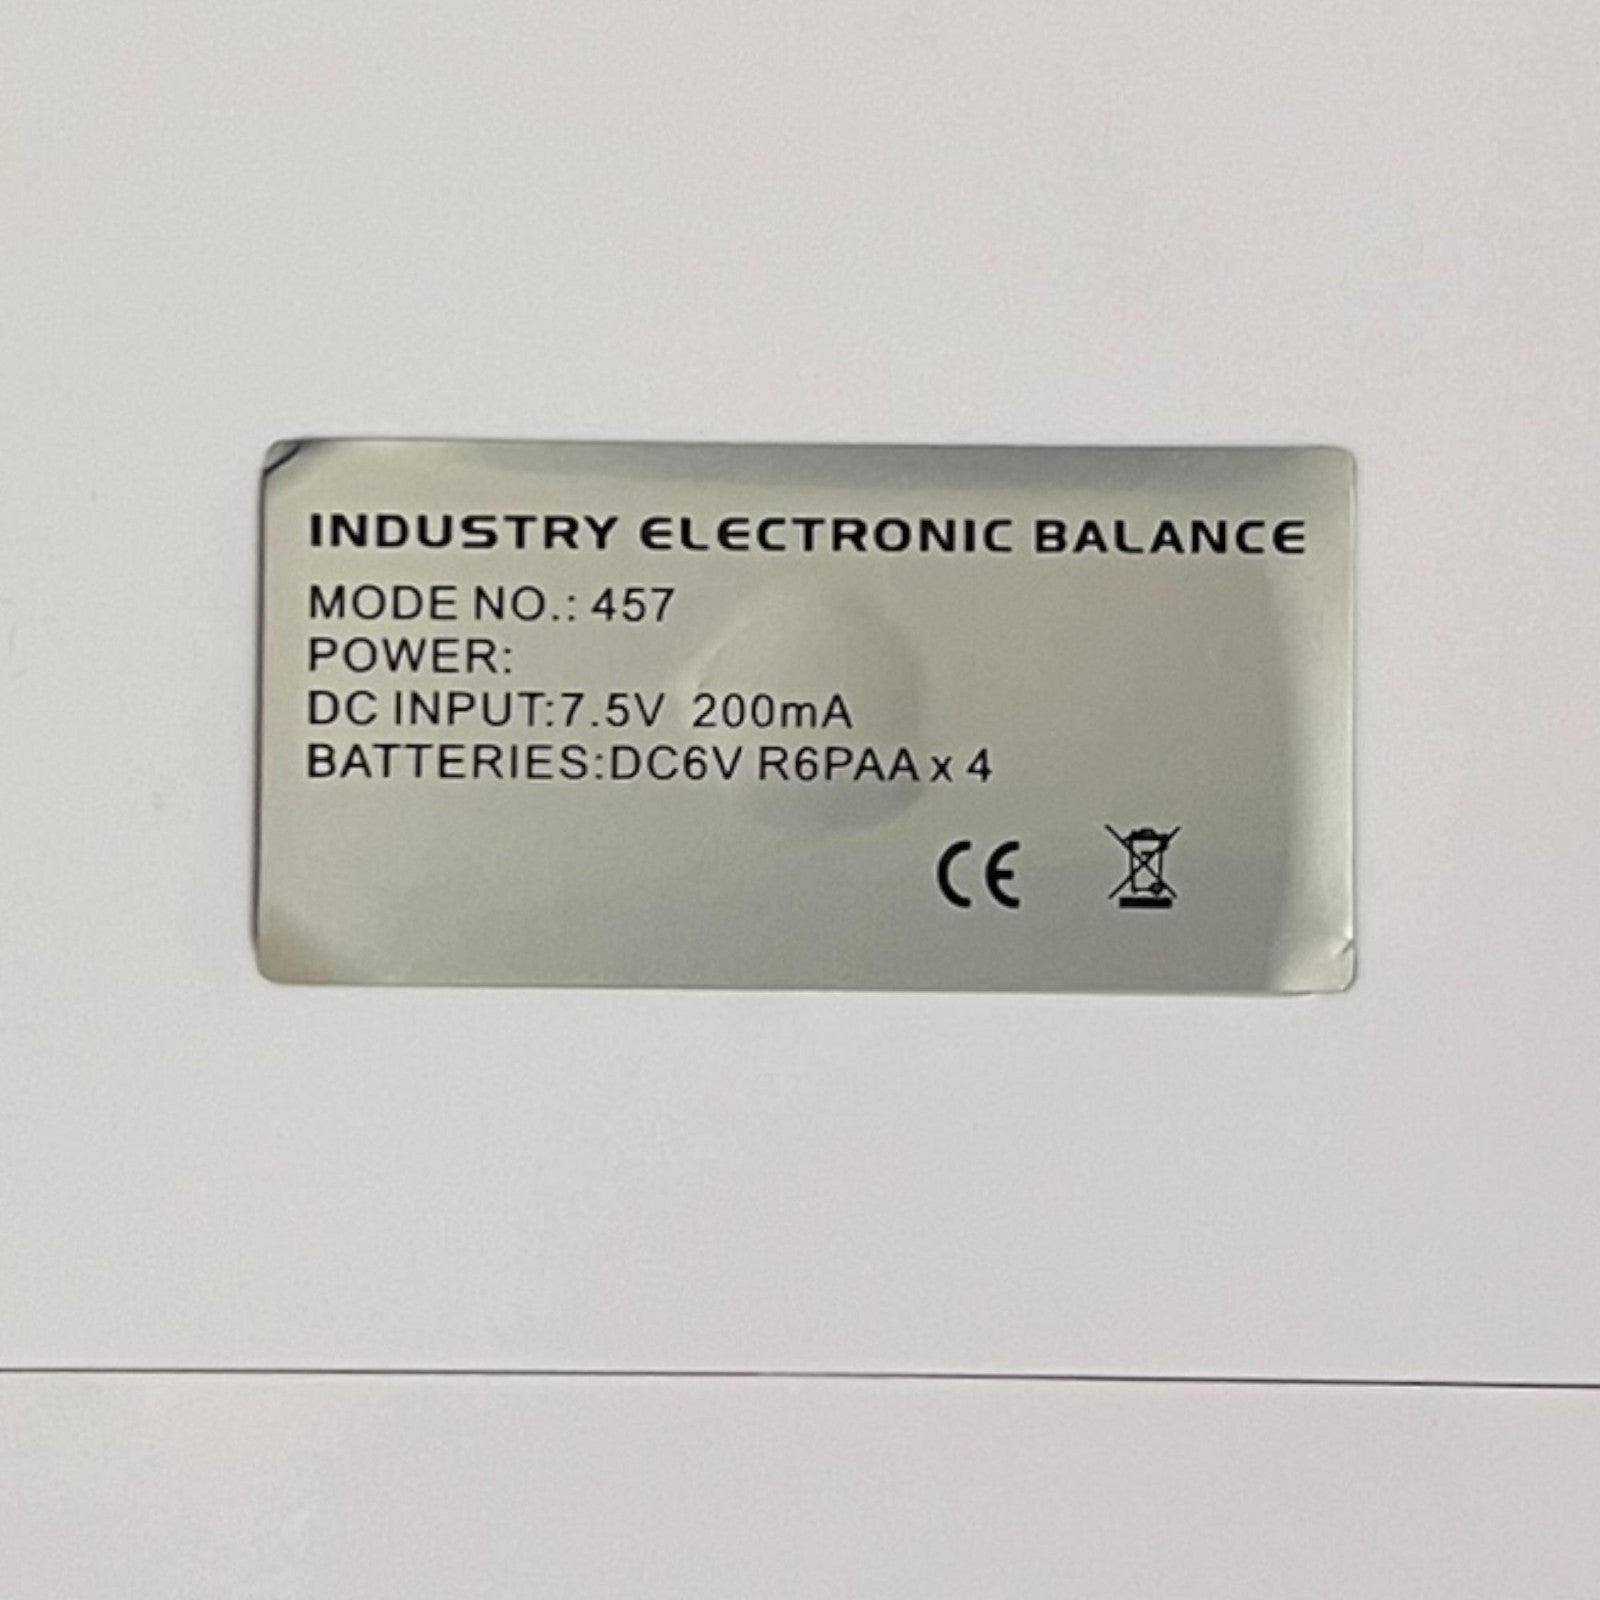 INDUSTRY ELECTRONIC BALANCE
MODE NO.: 457
POWER:
DC INPUT:7.5V 200mA
BATTERIES:DC6V R6PAA x 4
CE